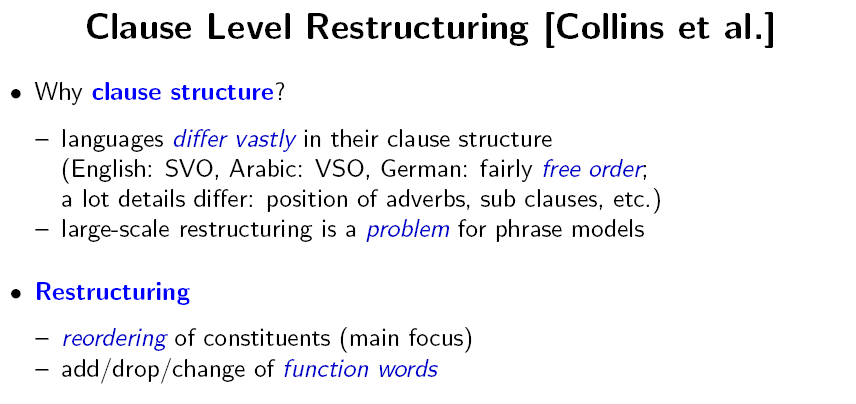 Clause Level Restructuring [Collins et al.]
• Why clause structure?
– languages differ vastly in their clause structure
(English: SVO, Arabic: VSO, German: fairly free order;
a lot details differ: position of adverbs, sub clauses, etc.)
– large-scale restructuring is a problem for phrase models
• Restructuring
– reordering of constituents (main focus)
– add/drop/change of function words